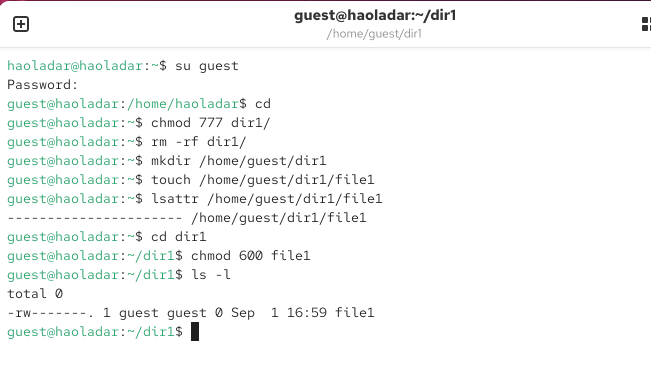 guest@haoladar:~/dir1
/home/guest/dir1
haoladar@haoladar:~$ su guest
Password:
guest@haoladar:/home/haoladar$ cd
guest@haoladar:~$ chmod 777 dir1/
guest@haoladar:~$ rm -rf dir1/
guest@haoladar:~$ mkdir /home/guest/dir1
guest@haoladar:~$ touch /home/guest/dir1/file1
guest@haoladar:~$ lsattr /home/guest/dir1/file1
---------------------- /home/guest/dir1/file1
guest@haoladar:~$ cd dir1
guest@haoladar:~/dir1$ chmod 600 file1
guest@haoladar:~/dir1$ ls -l
total 0
-rw-------. 1 guest guest 0 Sep  1 16:59 file1
guest@haoladar:~/dir1$